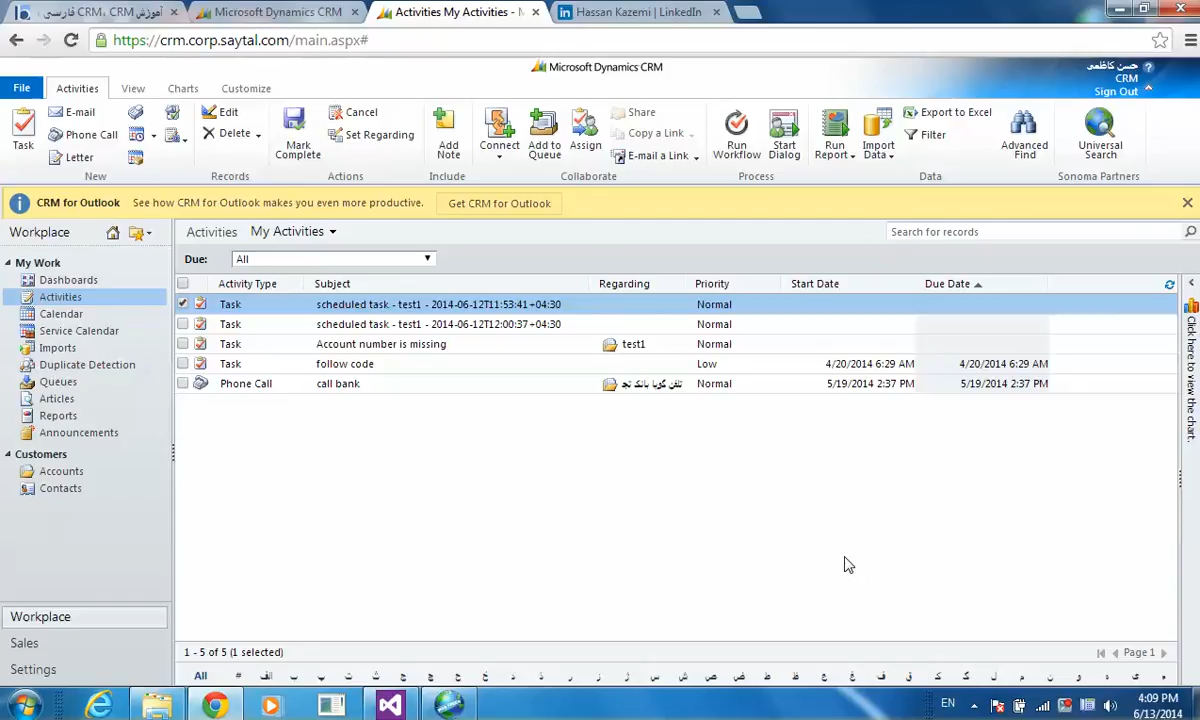 آموزش CRM، CRM فارسی
Microsoft Dynamics CRM
Activities My Activities -
Hassan Kazemi | LinkedIn
https://crm.corp.saytal.com/main.aspx#
Microsoft Dynamics CRM
حسن کاظمی
CRM
Sign Out
File
Activities
View
Charts
Customize
Task
E-mail
Phone Call
Letter
New
Edit
Delete
Records
Mark Complete
Cancel
Set Regarding
Actions
Add Note
Include
Connect
Add to Queue
Assign
Share
Copy a Link
E-mail a Link
Collaborate
Run Workflow
Start Dialog
Process
Run Report
Import Data
Export to Excel
Filter
Advanced Find
Data
Universal Search
Sonoma Partners
CRM for Outlook See how CRM for Outlook makes you even more productive. Get CRM for Outlook
Workplace
My Work
Dashboards
Activities
Calendar
Service Calendar
Imports
Duplicate Detection
Queues
Articles
Reports
Announcements
Customers
Accounts
Contacts
Workplace
Sales
Settings
Activities My Activities
Search for records
Due: All
Activity Type Subject Regarding Priority Start Date Due Date
Task scheduled task - test1 - 2014-06-12T11:53:41+04:30 Normal
Task scheduled task - test1 - 2014-06-12T12:00:37+04:30 Normal
Task Account number is missing test1 Normal
Task follow code Low 4/20/2014 6:29 AM 4/20/2014 6:29 AM
Phone Call call bank تلفن گویا بانک تج Normal 5/19/2014 2:37 PM 5/19/2014 2:37 PM
Click here to view the chart.
1 - 5 of 5 (1 selected)
Page 1
All # الف ب پ ت ث ج چ ح خ د ذ ر ز ژ س ش ص ض ط ظ ع غ ف ق ک گ ل م ن و ه ی م
EN
4:09 PM
6/13/2014